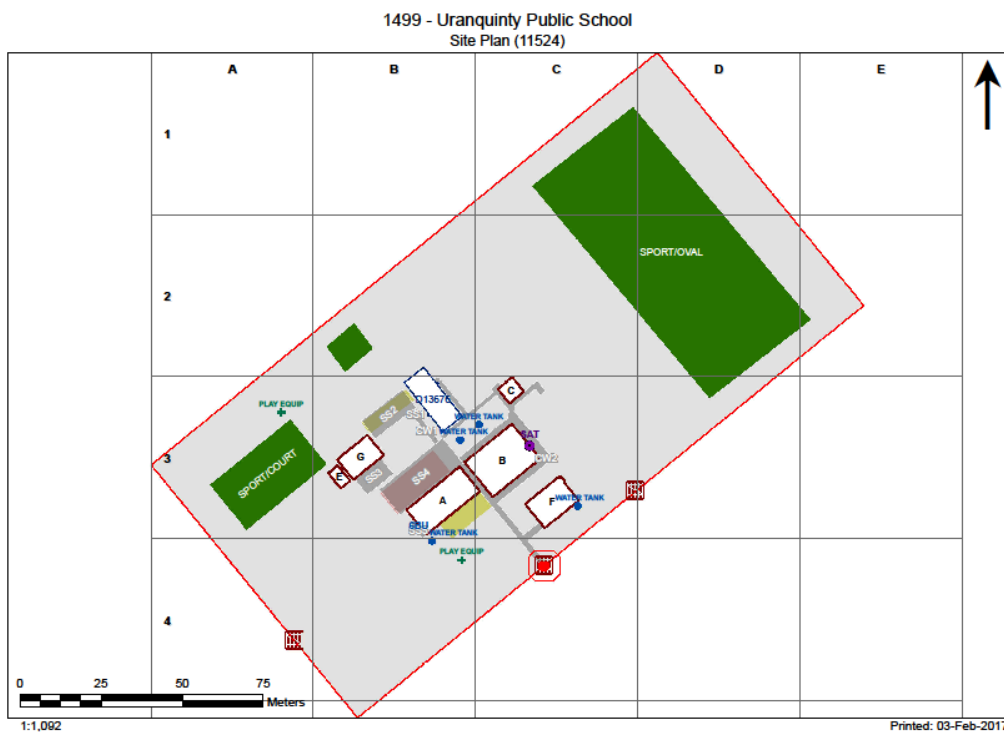 1499 - Uranquinty Public School
Site Plan (11524)
A
B
C
D
E
1
2
3
4
SPORT/OVAL
C
D13676
PLAY EQUIP
SS2
SS1
WATER TANK
WATER TANK
SAT
CW2
B
G
E
SS3
SS4
SPORT/COURT
A
F
WATER TANK
WATER TANK
PLAY EQUIP
0
25
50
75
Meters
1:1,092
Printed: 03-Feb-2017